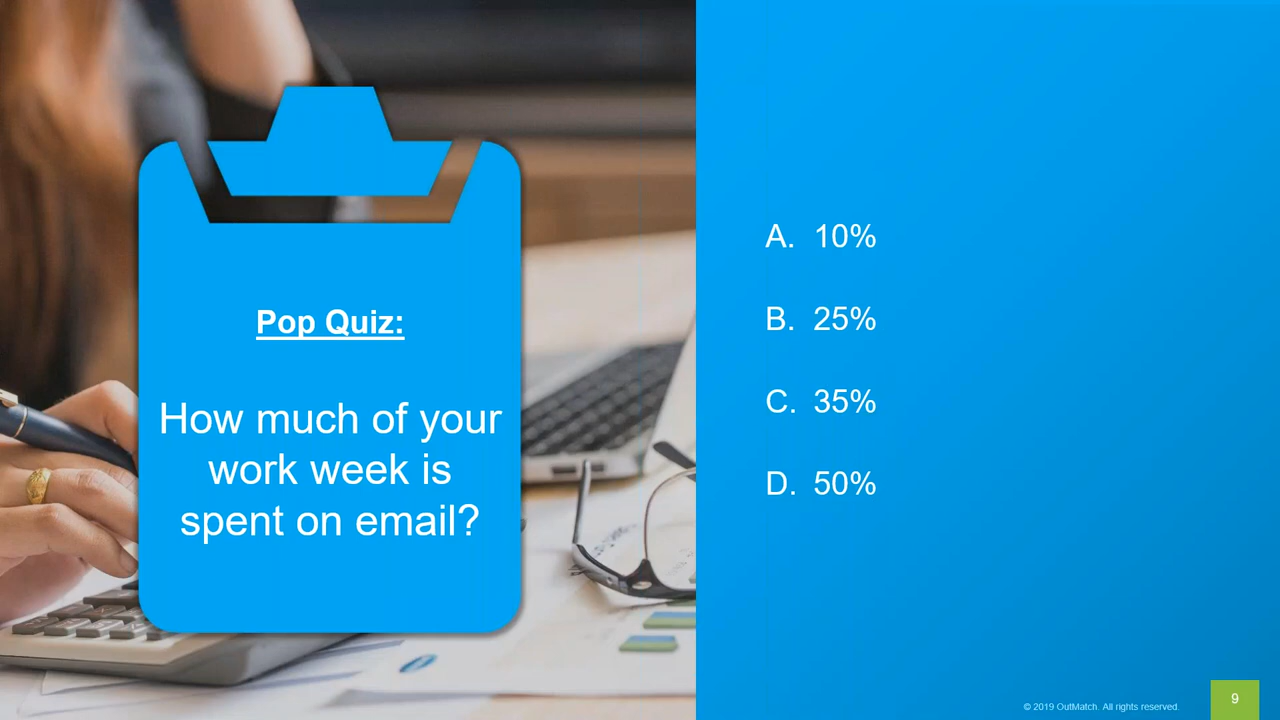 Pop Quiz:
How much of your
work week is
spent on email?
A. 10%
B. 25%
C. 35%
D. 50%
© 2019 OutMatch. All rights reserved.
9